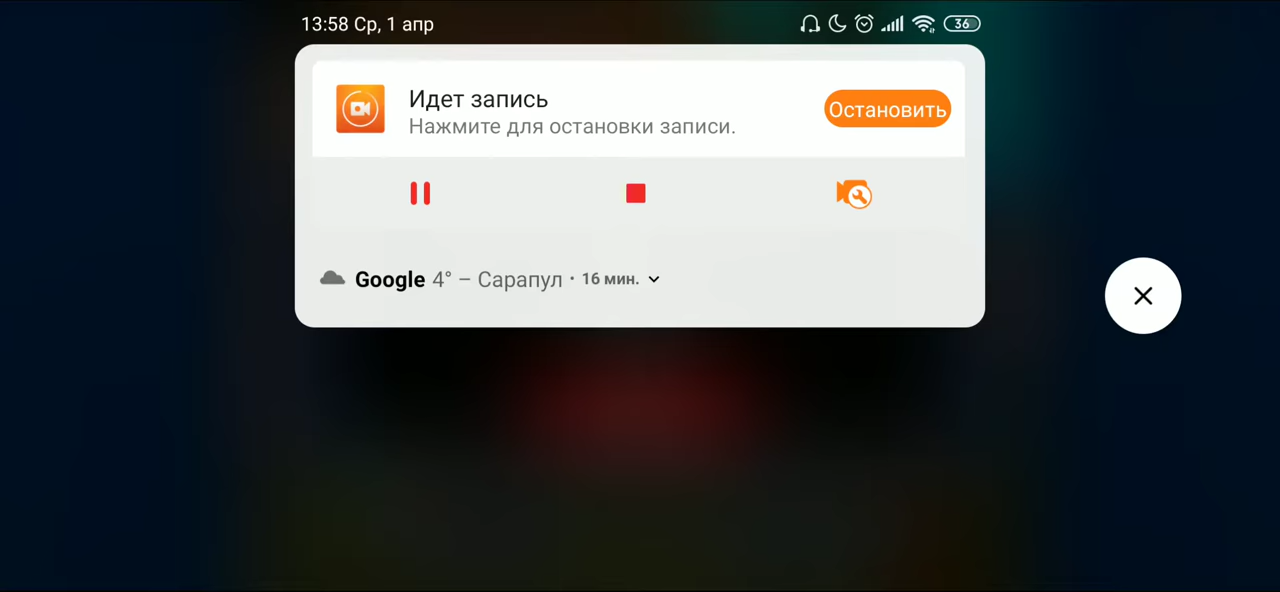 13:58 Ср, 1 апр
36
Идет запись
Нажмите для остановки записи.
Остановить
Google 4° – Сарапул · 16 мин.